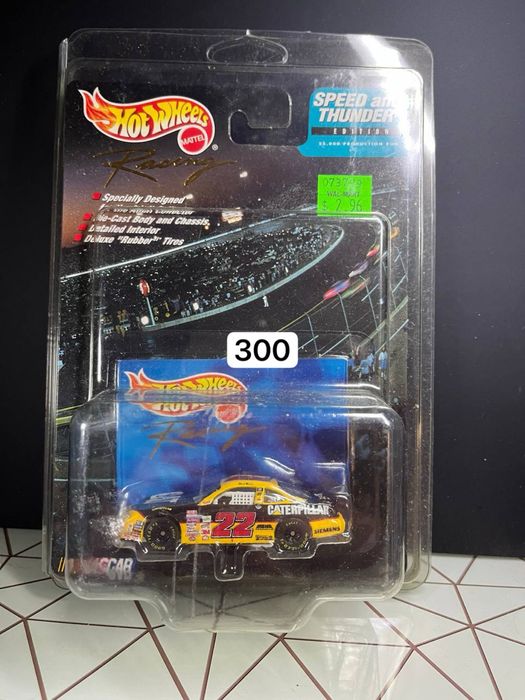 Hot Wheels
MATTEL
Racing
SPEED and
THUNDER
EDITION
Specially Designed
Die-Cast Body and Chassis
Detailed Interior
Deluxe "Rubber" Tires
WAL-MART
$ 2.96
300
Hot Wheels
MATTEL
Racing
22
CATERPILLAR
SIEMENS
NASCAR